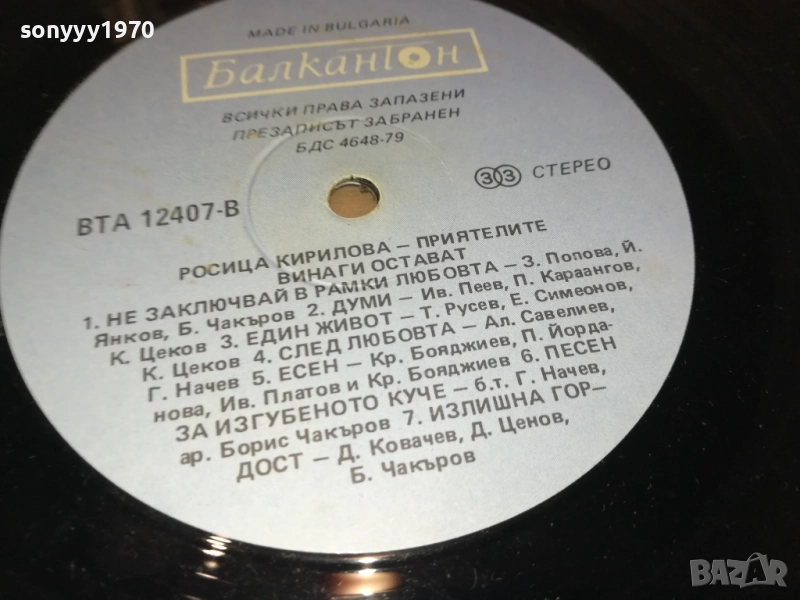 sonyyy1970
MADE IN BULGARIA
Балкантон
ВСИЧКИ ПРАВА ЗАПАЗЕНИ
ПРЕЗАПИСЪТ ЗАБРАНЕН
БДС 4648-79
ВТА 12407-В
33 СТЕРЕО
РОСИЦА КИРИЛОВА – ПРИЯТЕЛИТЕ
ВИНАГИ ОСТАВАТ
1. НЕ ЗАКЛЮЧВАЙ В РАМКИ ЛЮБОВТА – З. Попова, Й.
Янков, Б. Чакъров 2. ДУМИ – Ив. Пеев, П. Караангов,
К. Цеков 3. ЕДИН ЖИВОТ – Т. Русев, Е. Симеонов,
К. Цеков 4. СЛЕД ЛЮБОВТА – Ал. Савелиев,
Г. Начев 5. ЕСЕН – Кр. Бояджиев, П. Йорда-
нова, Ив. Платов и Кр. Бояджиев 6. ПЕСЕН
ЗА ИЗГУБЕНОТО КУЧЕ – б.т. Г. Начев,
ар. Борис Чакъров 7. ИЗЛИШНА ГОР–
ДОСТ – Д. Ковачев, Д. Ценов,
Б. Чакъров
BAZAR